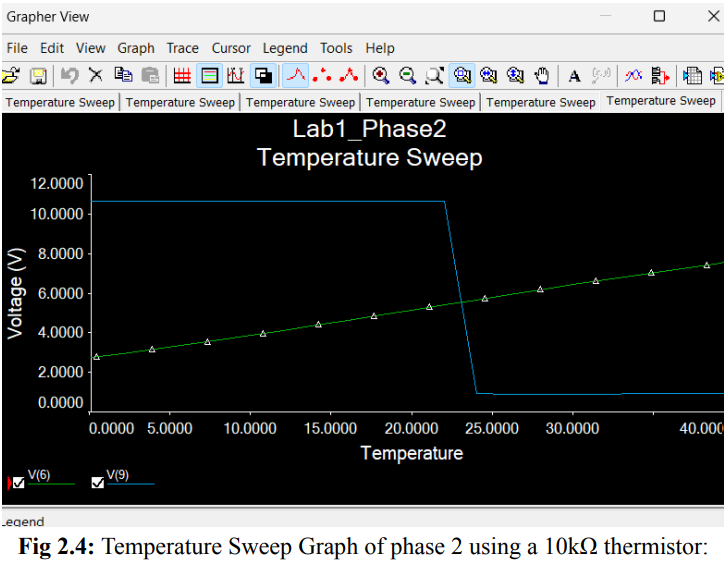 Grapher View
File Edit View Graph Trace Cursor Legend Tools Help
A
Temperature Sweep Temperature Sweep Temperature Sweep Temperature Sweep Temperature Sweep Temperature Sweep
Lab1_Phase2
Temperature Sweep
12.0000
10.0000
8.0000
6.0000
4.0000
2.0000
0.0000
Voltage (V)
0.0000 5.0000 10.0000 15.0000 20.0000 25.0000 30.0000 40.000
Temperature
V(6) V(9)
Legend
Fig 2.4: Temperature Sweep Graph of phase 2 using a 10kΩ thermistor: